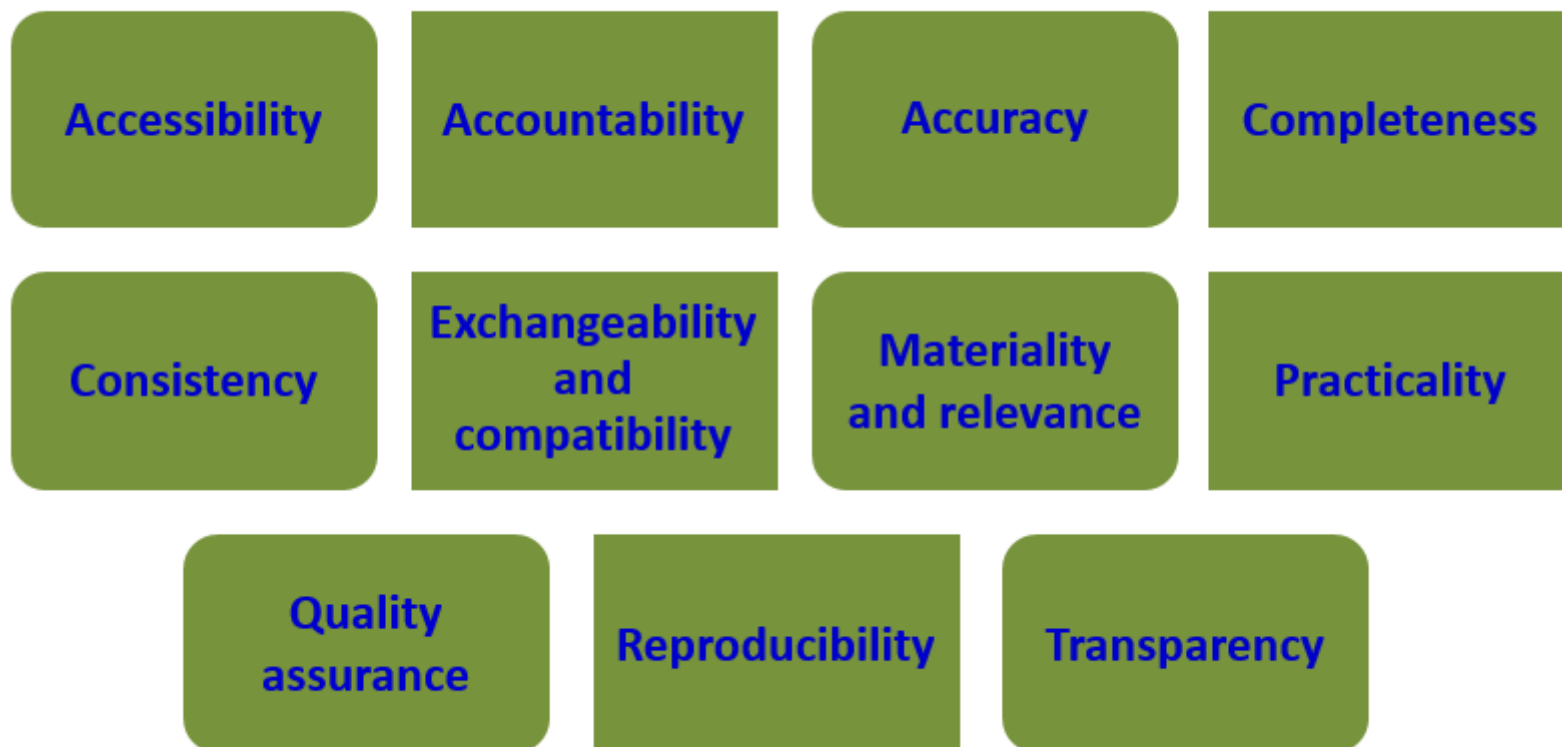 Accessibility
Accountability
Accuracy
Completeness
Consistency
Exchangeability
and
compatibility
Materiality
and relevance
Practicality
Quality
assurance
Reproducibility
Transparency